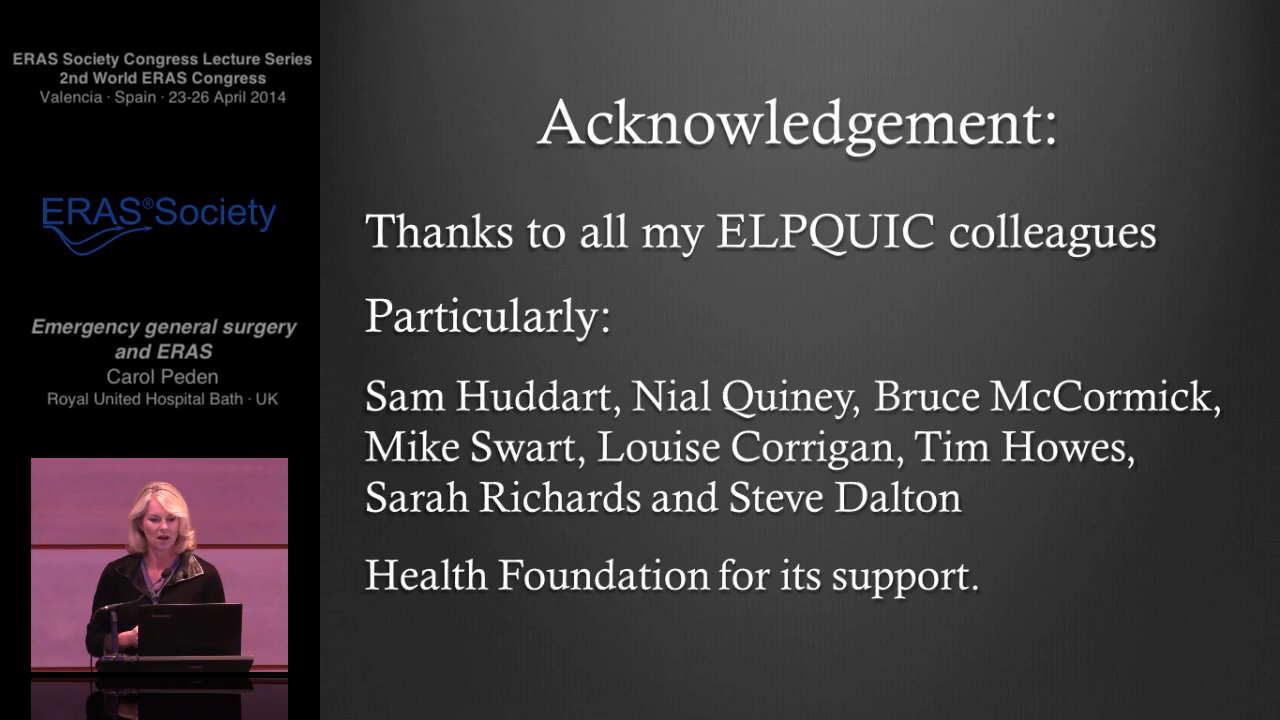 ERAS Society Congress Lecture Series
2nd World ERAS Congress
Valencia · Spain · 23-26 April 2014
ERAS®Society
Emergency general surgery
and ERAS
Carol Peden
Royal United Hospital Bath · UK
Acknowledgement:
Thanks to all my ELPQUIC colleagues
Particularly:
Sam Huddart, Nial Quiney, Bruce McCormick,
Mike Swart, Louise Corrigan, Tim Howes,
Sarah Richards and Steve Dalton
Health Foundation for its support.